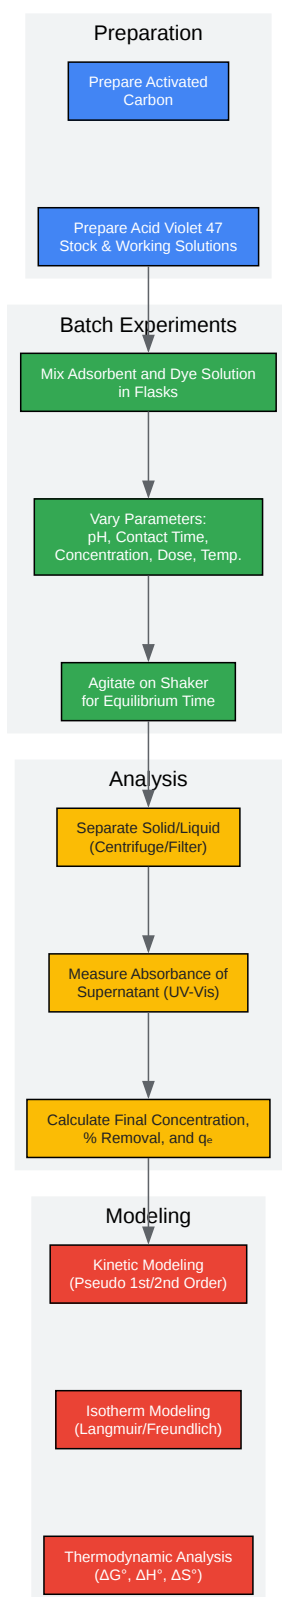 Preparation
Prepare Activated
Carbon
Prepare Acid Violet 47
Stock & Working Solutions
Batch Experiments
Mix Adsorbent and Dye Solution
in Flasks
Vary Parameters:
pH, Contact Time,
Concentration, Dose, Temp.
Agitate on Shaker
for Equilibrium Time
Analysis
Separate Solid/Liquid
(Centrifuge/Filter)
Measure Absorbance of
Supernatant (UV-Vis)
Calculate Final Concentration,
% Removal, and qₑ
Modeling
Kinetic Modeling
(Pseudo 1st/2nd Order)
Isotherm Modeling
(Langmuir/Freundlich)
Thermodynamic Analysis
(ΔG°, ΔH°, ΔS°)